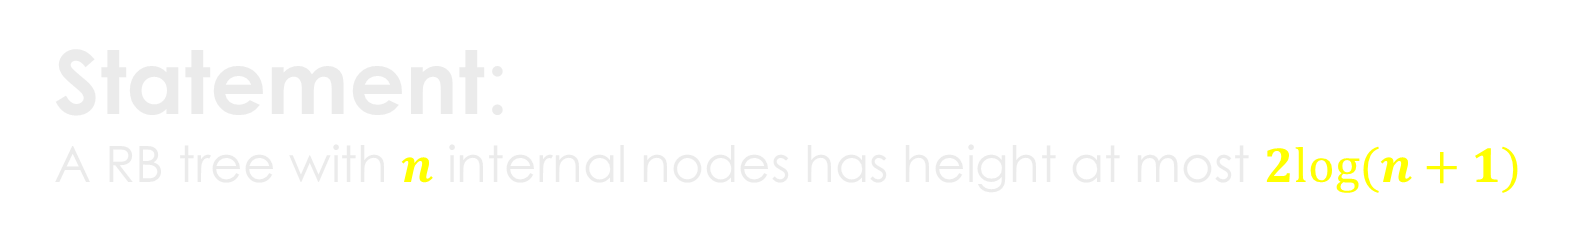 Statement:
A RB tree with n internal nodes has height at most 2log(n + 1)